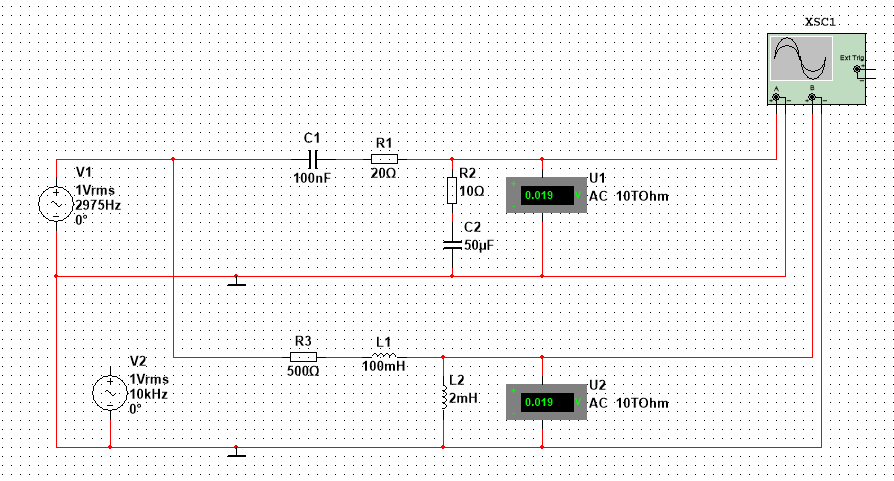 XSC1
Ext Trig
+
−
A
B
+ − + −
C1
100nF
R1
20Ω
V1
1Vrms
2975Hz
0°
R2
10Ω
U1
0.019 V
AC 10TOhm
C2
50µF
R3
500Ω
L1
100mH
V2
1Vrms
10kHz
0°
L2
2mH
U2
0.019 V
AC 10TOhm